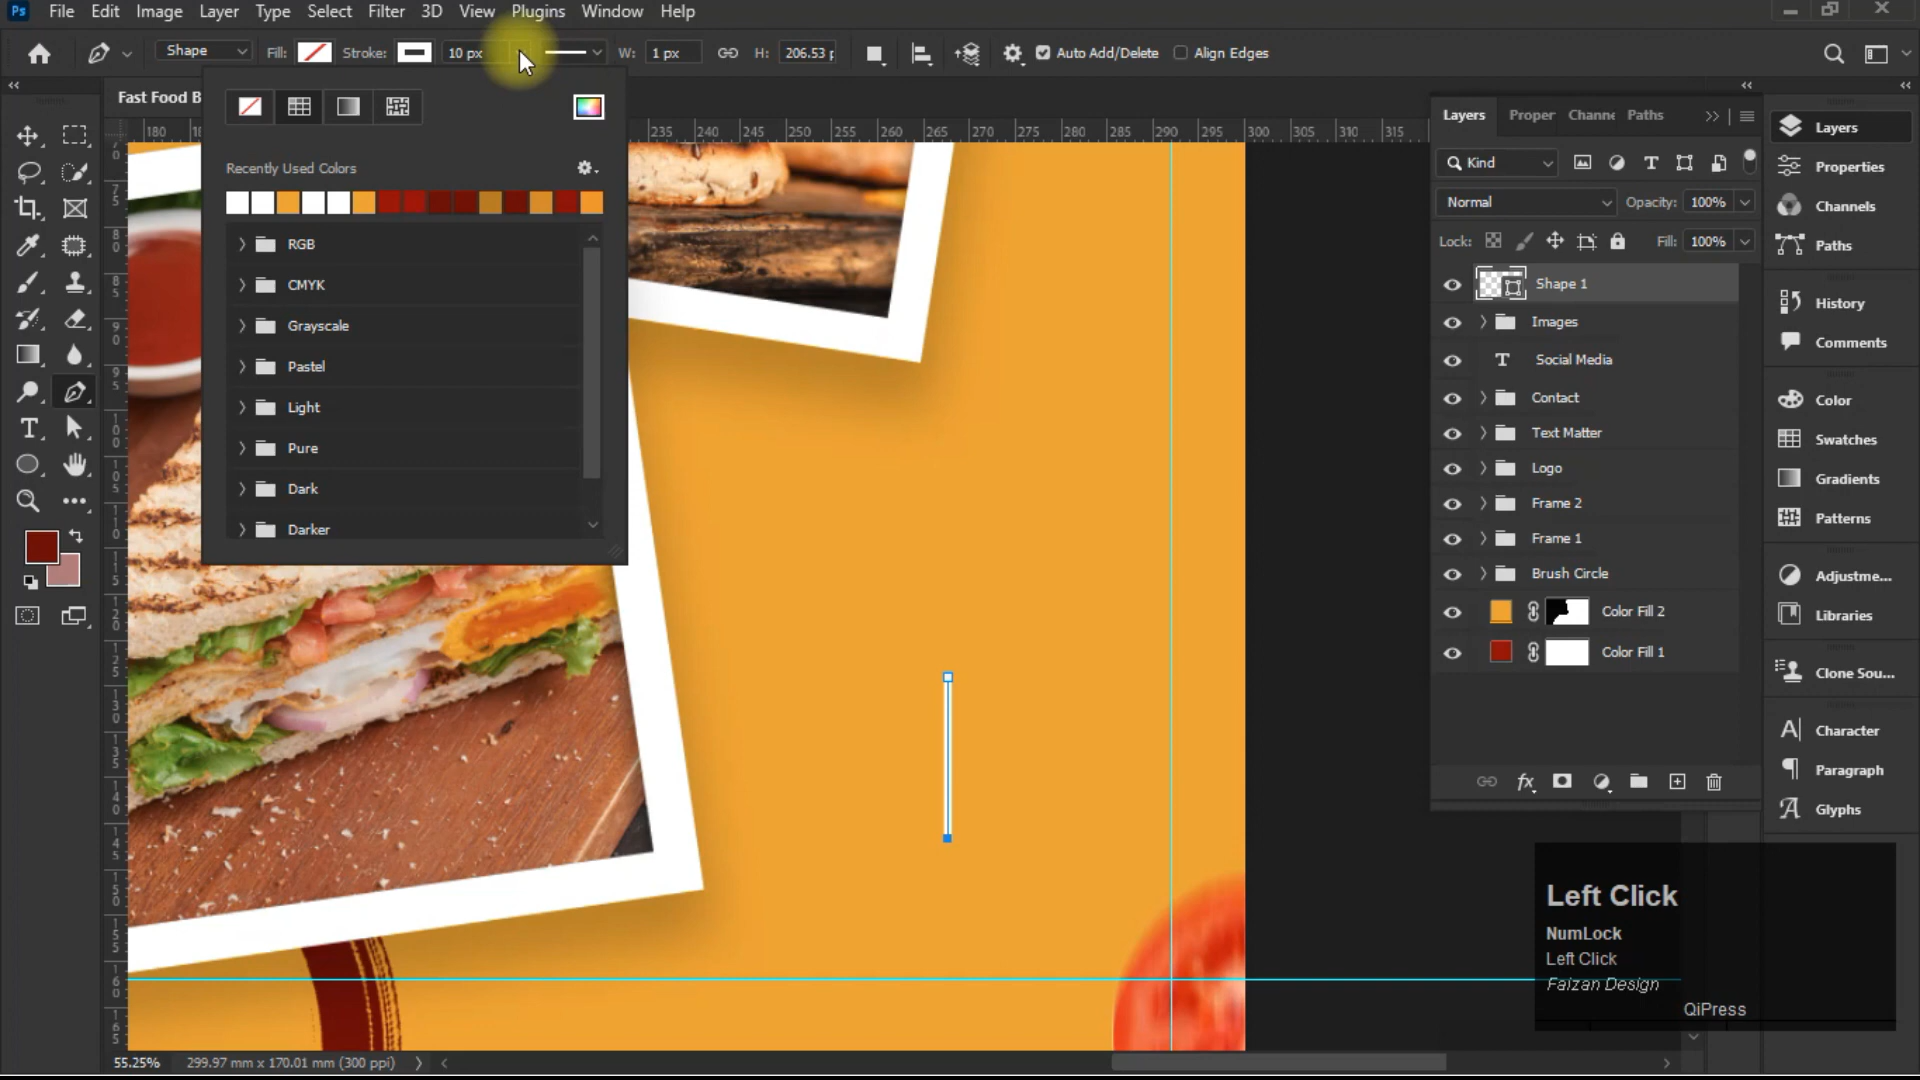 Ps File Edit Image Layer Type Select Filter 3D View Plugins Window Help
Shape Fill: Stroke: 10 px W: 1 px H: 206.53 Auto Add/Delete Align Edges
Fast Food B
180 235 240 245 250 255 260 265 270 275 280 285 290 295 300 305 310 315
Recently Used Colors
RGB
CMYK
Grayscale
Pastel
Light
Pure
Dark
Darker
Layers Proper Paths
Kind
Normal Opacity: 100%
Lock: Fill: 100%
Shape 1
Images
T Social Media
Contact
Text Matter
Logo
Frame 2
Frame 1
Brush Circle
Color Fill 2
Color Fill 1
fx
Layers
Properties
Channels
Paths
History
Comments
Color
Swatches
Gradients
Patterns
Adjustme...
Libraries
Clone Sou...
Character
Paragraph
Glyphs
Left Click
NumLock
Left Click
Faizan Design
QiPress
55.25% 299.97 mm x 170.01 mm (300 ppi)